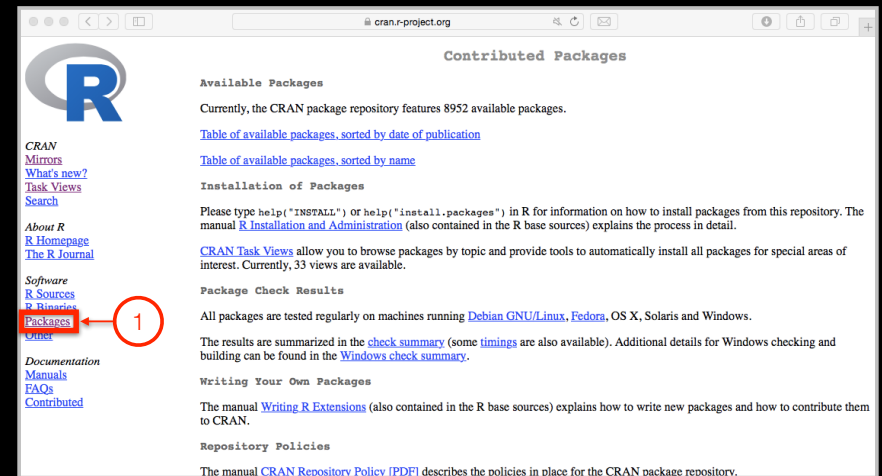 cran.r-project.org
R
CRAN
Mirrors
What's new?
Task Views
Search
About R
R Homepage
The R Journal
Software
R Sources
R Binaries
Packages
1
Other
Documentation
Manuals
FAQs
Contributed
Contributed Packages
Available Packages
Currently, the CRAN package repository features 8952 available packages.
Table of available packages, sorted by date of publication
Table of available packages, sorted by name
Installation of Packages
Please type help("INSTALL") or help("install.packages") in R for information on how to install packages from this repository. The
manual R Installation and Administration (also contained in the R base sources) explains the process in detail.
CRAN Task Views allow you to browse packages by topic and provide tools to automatically install all packages for special areas of
interest. Currently, 33 views are available.
Package Check Results
All packages are tested regularly on machines running Debian GNU/Linux, Fedora, OS X, Solaris and Windows.
The results are summarized in the check summary (some timings are also available). Additional details for Windows checking and
building can be found in the Windows check summary.
Writing Your Own Packages
The manual Writing R Extensions (also contained in the R base sources) explains how to write new packages and how to contribute them
to CRAN.
Repository Policies
The manual CRAN Repository Policy [PDF] describes the policies in place for the CRAN package repository.